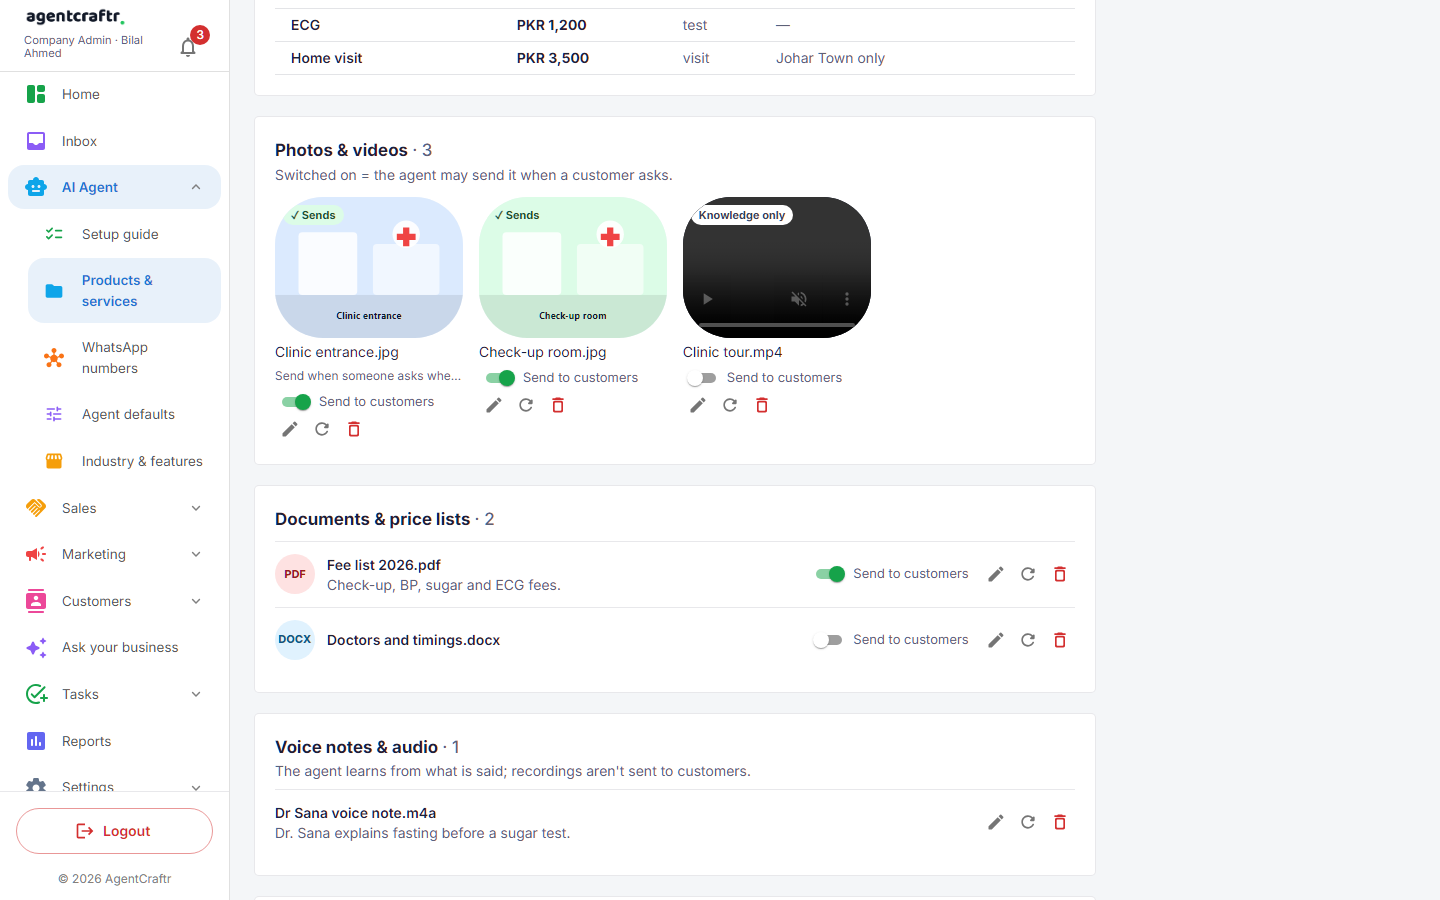 agentcraftr.
Company Admin · Bilal Ahmed
3
Home
Inbox
AI Agent
Setup guide
Products & services
WhatsApp numbers
Agent defaults
Industry & features
Sales
Marketing
Customers
Ask your business
Tasks
Reports
Settings
Logout
© 2026 AgentCraftr
ECG PKR 1,200 test —
Home visit PKR 3,500 visit Johar Town only
Photos & videos · 3
Switched on = the agent may send it when a customer asks.
✓ Sends
Clinic entrance
Clinic entrance.jpg
Send when someone asks whe...
Send to customers
✓ Sends
Check-up room
Check-up room.jpg
Send to customers
Knowledge only
Clinic tour.mp4
Send to customers
Documents & price lists · 2
PDF
Fee list 2026.pdf
Check-up, BP, sugar and ECG fees.
Send to customers
DOCX
Doctors and timings.docx
Send to customers
Voice notes & audio · 1
The agent learns from what is said; recordings aren't sent to customers.
Dr Sana voice note.m4a
Dr. Sana explains fasting before a sugar test.